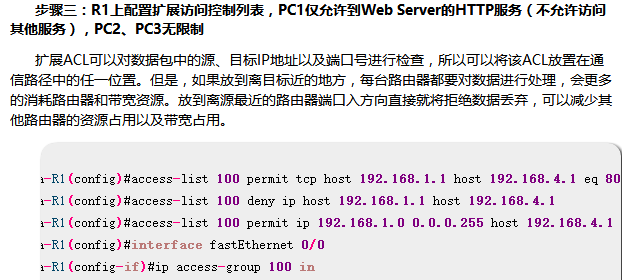 步骤三：R1上配置扩展访问控制列表，PC1仅允许到Web Server的HTTP服务（不允许访问
其他服务），PC2、PC3无限制
扩展ACL可以对数据包中的源、目标IP地址以及端口号进行检查，所以可以将该ACL放置在通
信路径中的任一位置。但是，如果放到离目标近的地方，每台路由器都要对数据进行处理，会更多
的消耗路由器和带宽资源。放到离源最近的路由器端口入方向直接就将拒绝数据丢弃，可以减少其
他路由器的资源占用以及带宽占用。
a-R1(config)#access-list 100 permit tcp host 192.168.1.1 host 192.168.4.1 eq 80
a-R1(config)#access-list 100 deny ip host 192.168.1.1 host 192.168.4.1
a-R1(config)#access-list 100 permit ip 192.168.1.0 0.0.0.255 host 192.168.4.1
a-R1(config)#interface fastEthernet 0/0
a-R1(config-if)#ip access-group 100 in